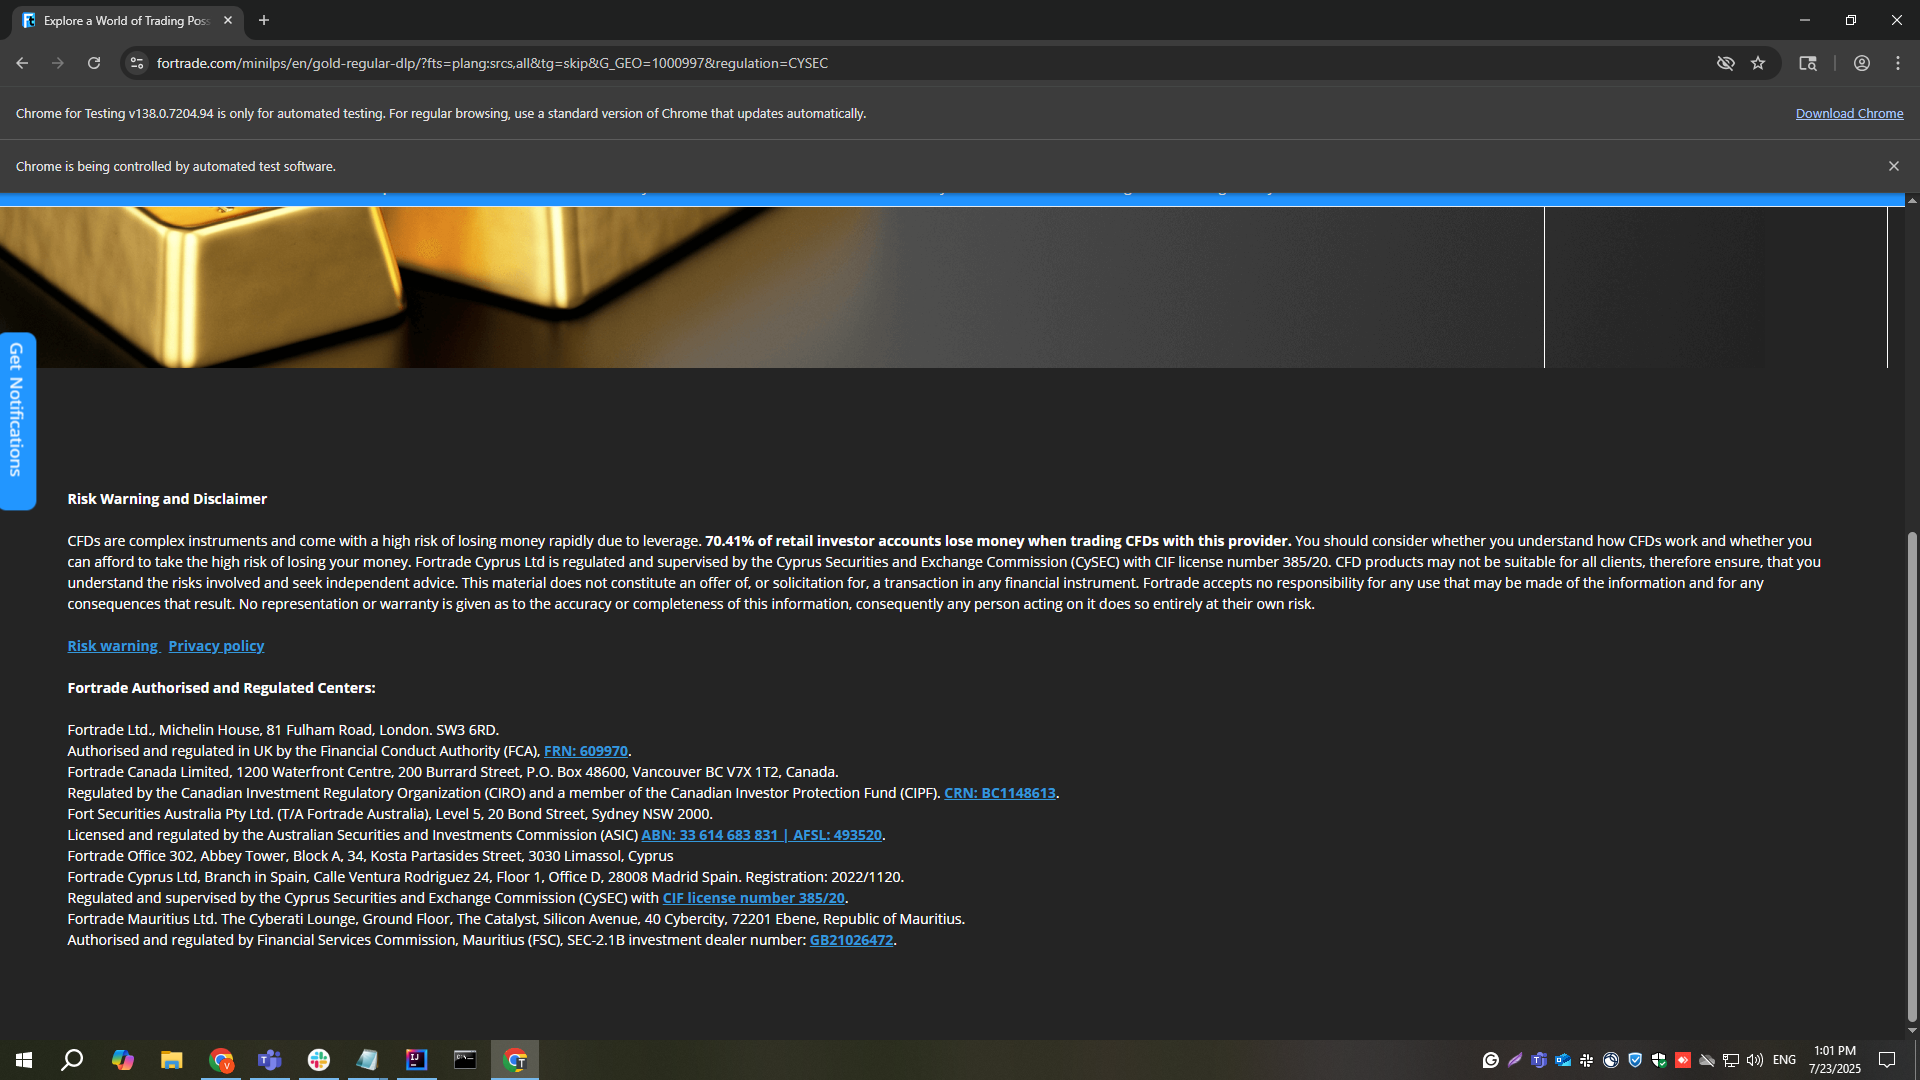 Explore a World of Trading Poss
fortrade.com/minilps/en/gold-regular-dlp/?fts=plang:srcs,all&tg=skip&G_GEO=1000997&regulation=CYSEC
Chrome for Testing v138.0.7204.94 is only for automated testing. For regular browsing, use a standard version of Chrome that updates automatically.
Download Chrome
Chrome is being controlled by automated test software.
Get Notifications
Risk Warning and Disclaimer
CFDs are complex instruments and come with a high risk of losing money rapidly due to leverage. 70.41% of retail investor accounts lose money when trading CFDs with this provider. You should consider whether you understand how CFDs work and whether you
can afford to take the high risk of losing your money. Fortrade Cyprus Ltd is regulated and supervised by the Cyprus Securities and Exchange Commission (CySEC) with CIF license number 385/20. CFD products may not be suitable for all clients, therefore ensure, that you
understand the risks involved and seek independent advice. This material does not constitute an offer of, or solicitation for, a transaction in any financial instrument. Fortrade accepts no responsibility for any use that may be made of the information and for any
consequences that result. No representation or warranty is given as to the accuracy or completeness of this information, consequently any person acting on it does so entirely at their own risk.
Risk warning Privacy policy
Fortrade Authorised and Regulated Centers:
Fortrade Ltd., Michelin House, 81 Fulham Road, London. SW3 6RD.
Authorised and regulated in UK by the Financial Conduct Authority (FCA), FRN: 609970.
Fortrade Canada Limited, 1200 Waterfront Centre, 200 Burrard Street, P.O. Box 48600, Vancouver BC V7X 1T2, Canada.
Regulated by the Canadian Investment Regulatory Organization (CIRO) and a member of the Canadian Investor Protection Fund (CIPF). CRN: BC1148613.
Fort Securities Australia Pty Ltd. (T/A Fortrade Australia), Level 5, 20 Bond Street, Sydney NSW 2000.
Licensed and regulated by the Australian Securities and Investments Commission (ASIC) ABN: 33 614 683 831 | AFSL: 493520.
Fortrade Office 302, Abbey Tower, Block A, 34, Kosta Partasides Street, 3030 Limassol, Cyprus
Fortrade Cyprus Ltd, Branch in Spain, Calle Ventura Rodriguez 24, Floor 1, Office D, 28008 Madrid Spain. Registration: 2022/1120.
Regulated and supervised by the Cyprus Securities and Exchange Commission (CySEC) with CIF license number 385/20.
Fortrade Mauritius Ltd. The Cyberati Lounge, Ground Floor, The Catalyst, Silicon Avenue, 40 Cybercity, 72201 Ebene, Republic of Mauritius.
Authorised and regulated by Financial Services Commission, Mauritius (FSC), SEC-2.1B investment dealer number: GB21026472.
ENG
1:01 PM
7/23/2025